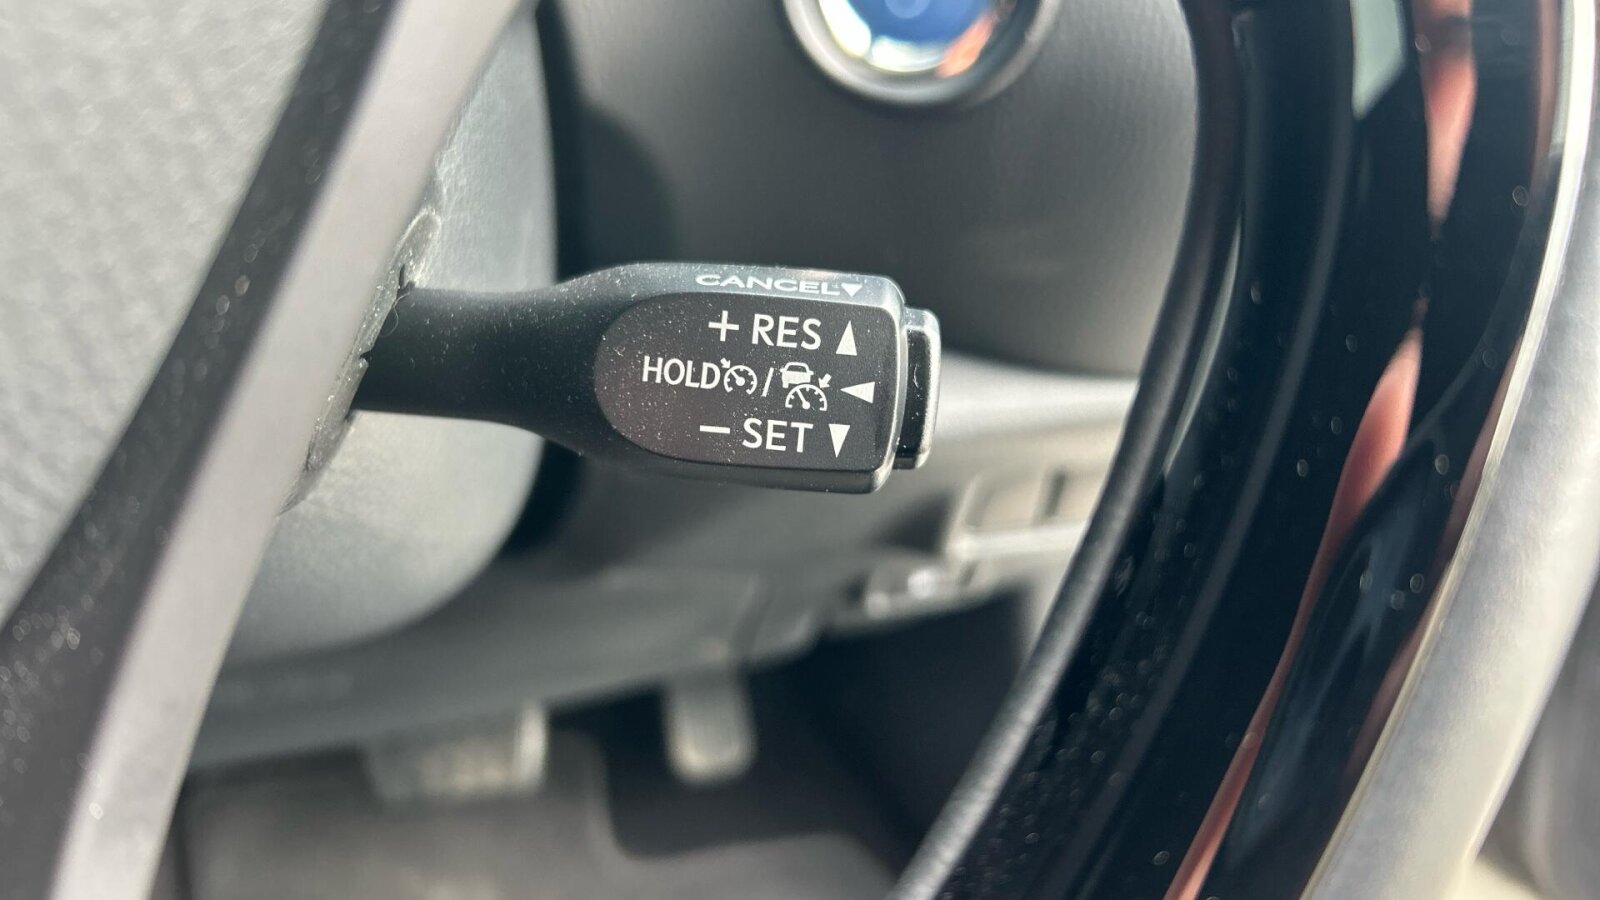 CANCEL▼
+ RES ▲
HOLD / ◀
− SET ▼